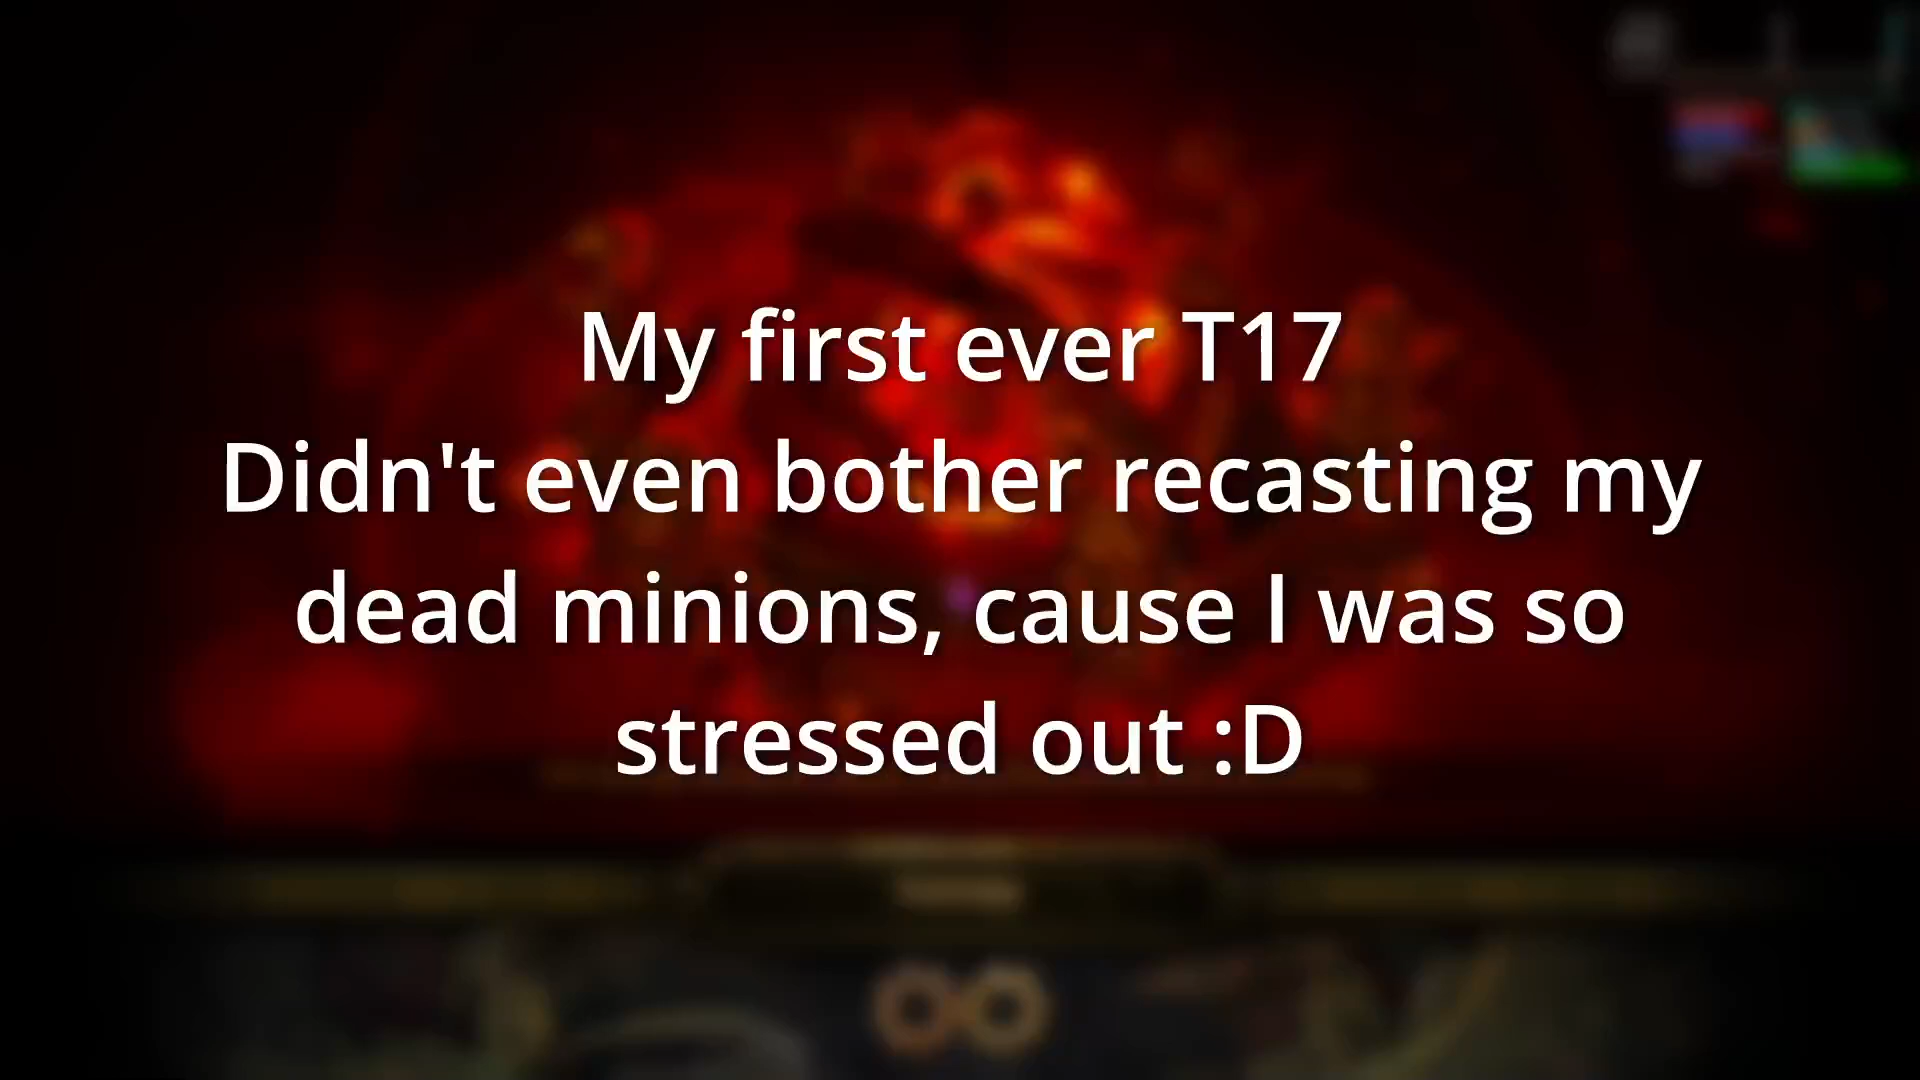 My first ever T17
Didn't even bother recasting my
dead minions, cause I was so
stressed out :D